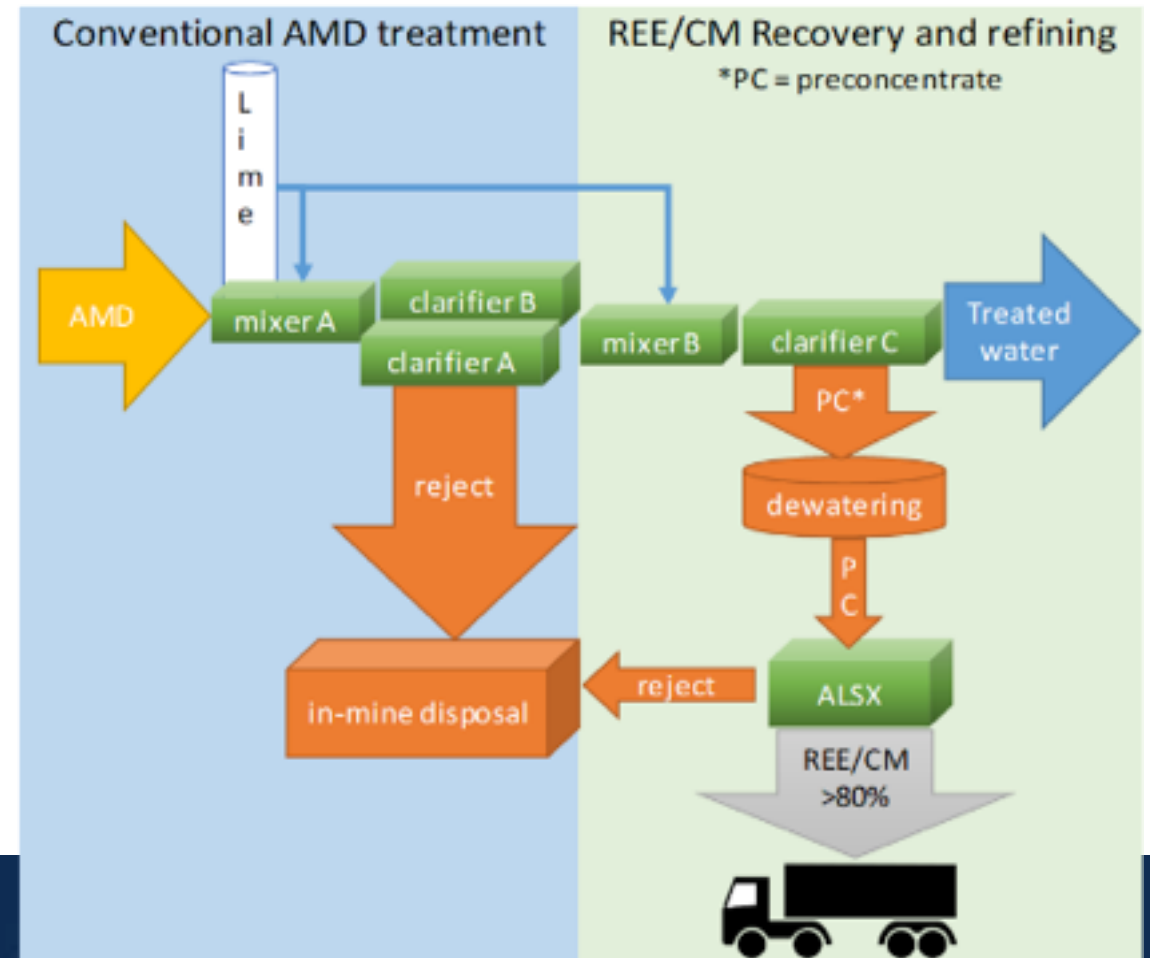 Conventional AMD treatment
REE/CM Recovery and refining
*PC = preconcentrate
L
i
m
e
AMD
mixer A
clarifier B
clarifier A
mixer B
clarifier C
Treated
water
PC*
reject
dewatering
P
C
in-mine disposal
reject
ALSX
REE/CM
>80%